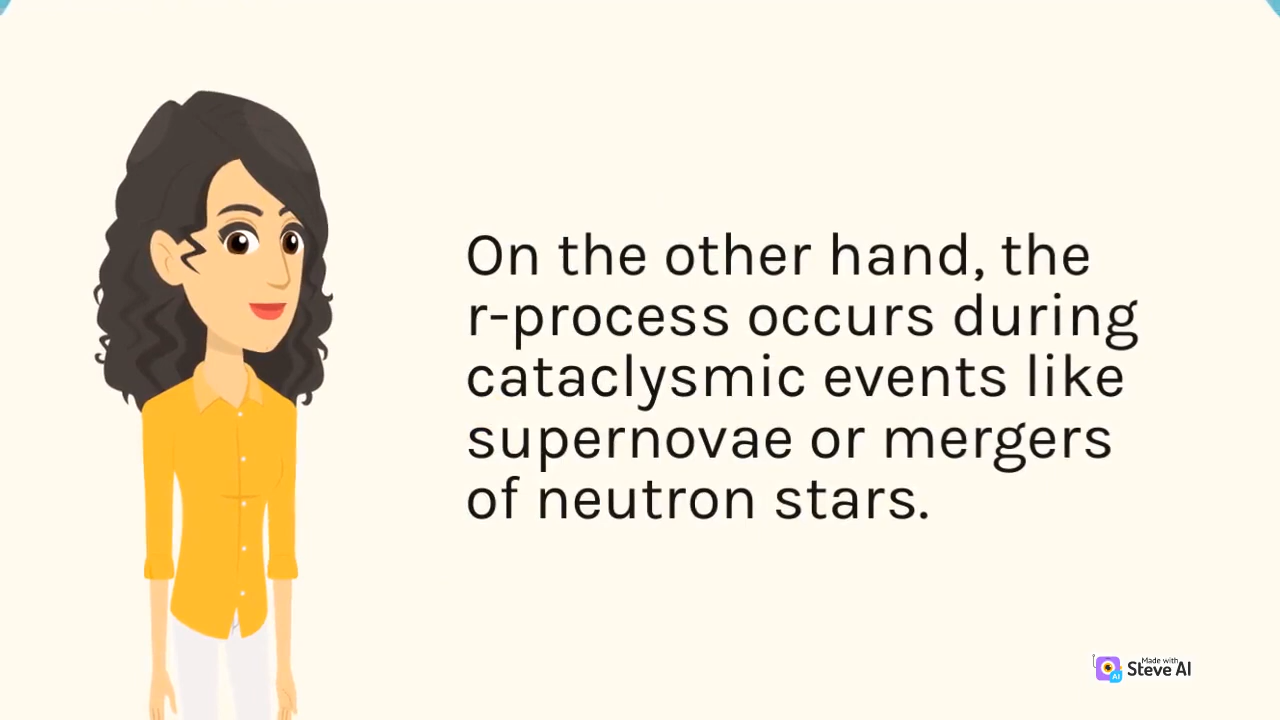 On the other hand, the
r-process occurs during
cataclysmic events like
supernovae or mergers
of neutron stars.
Made with
Steve AI
AI